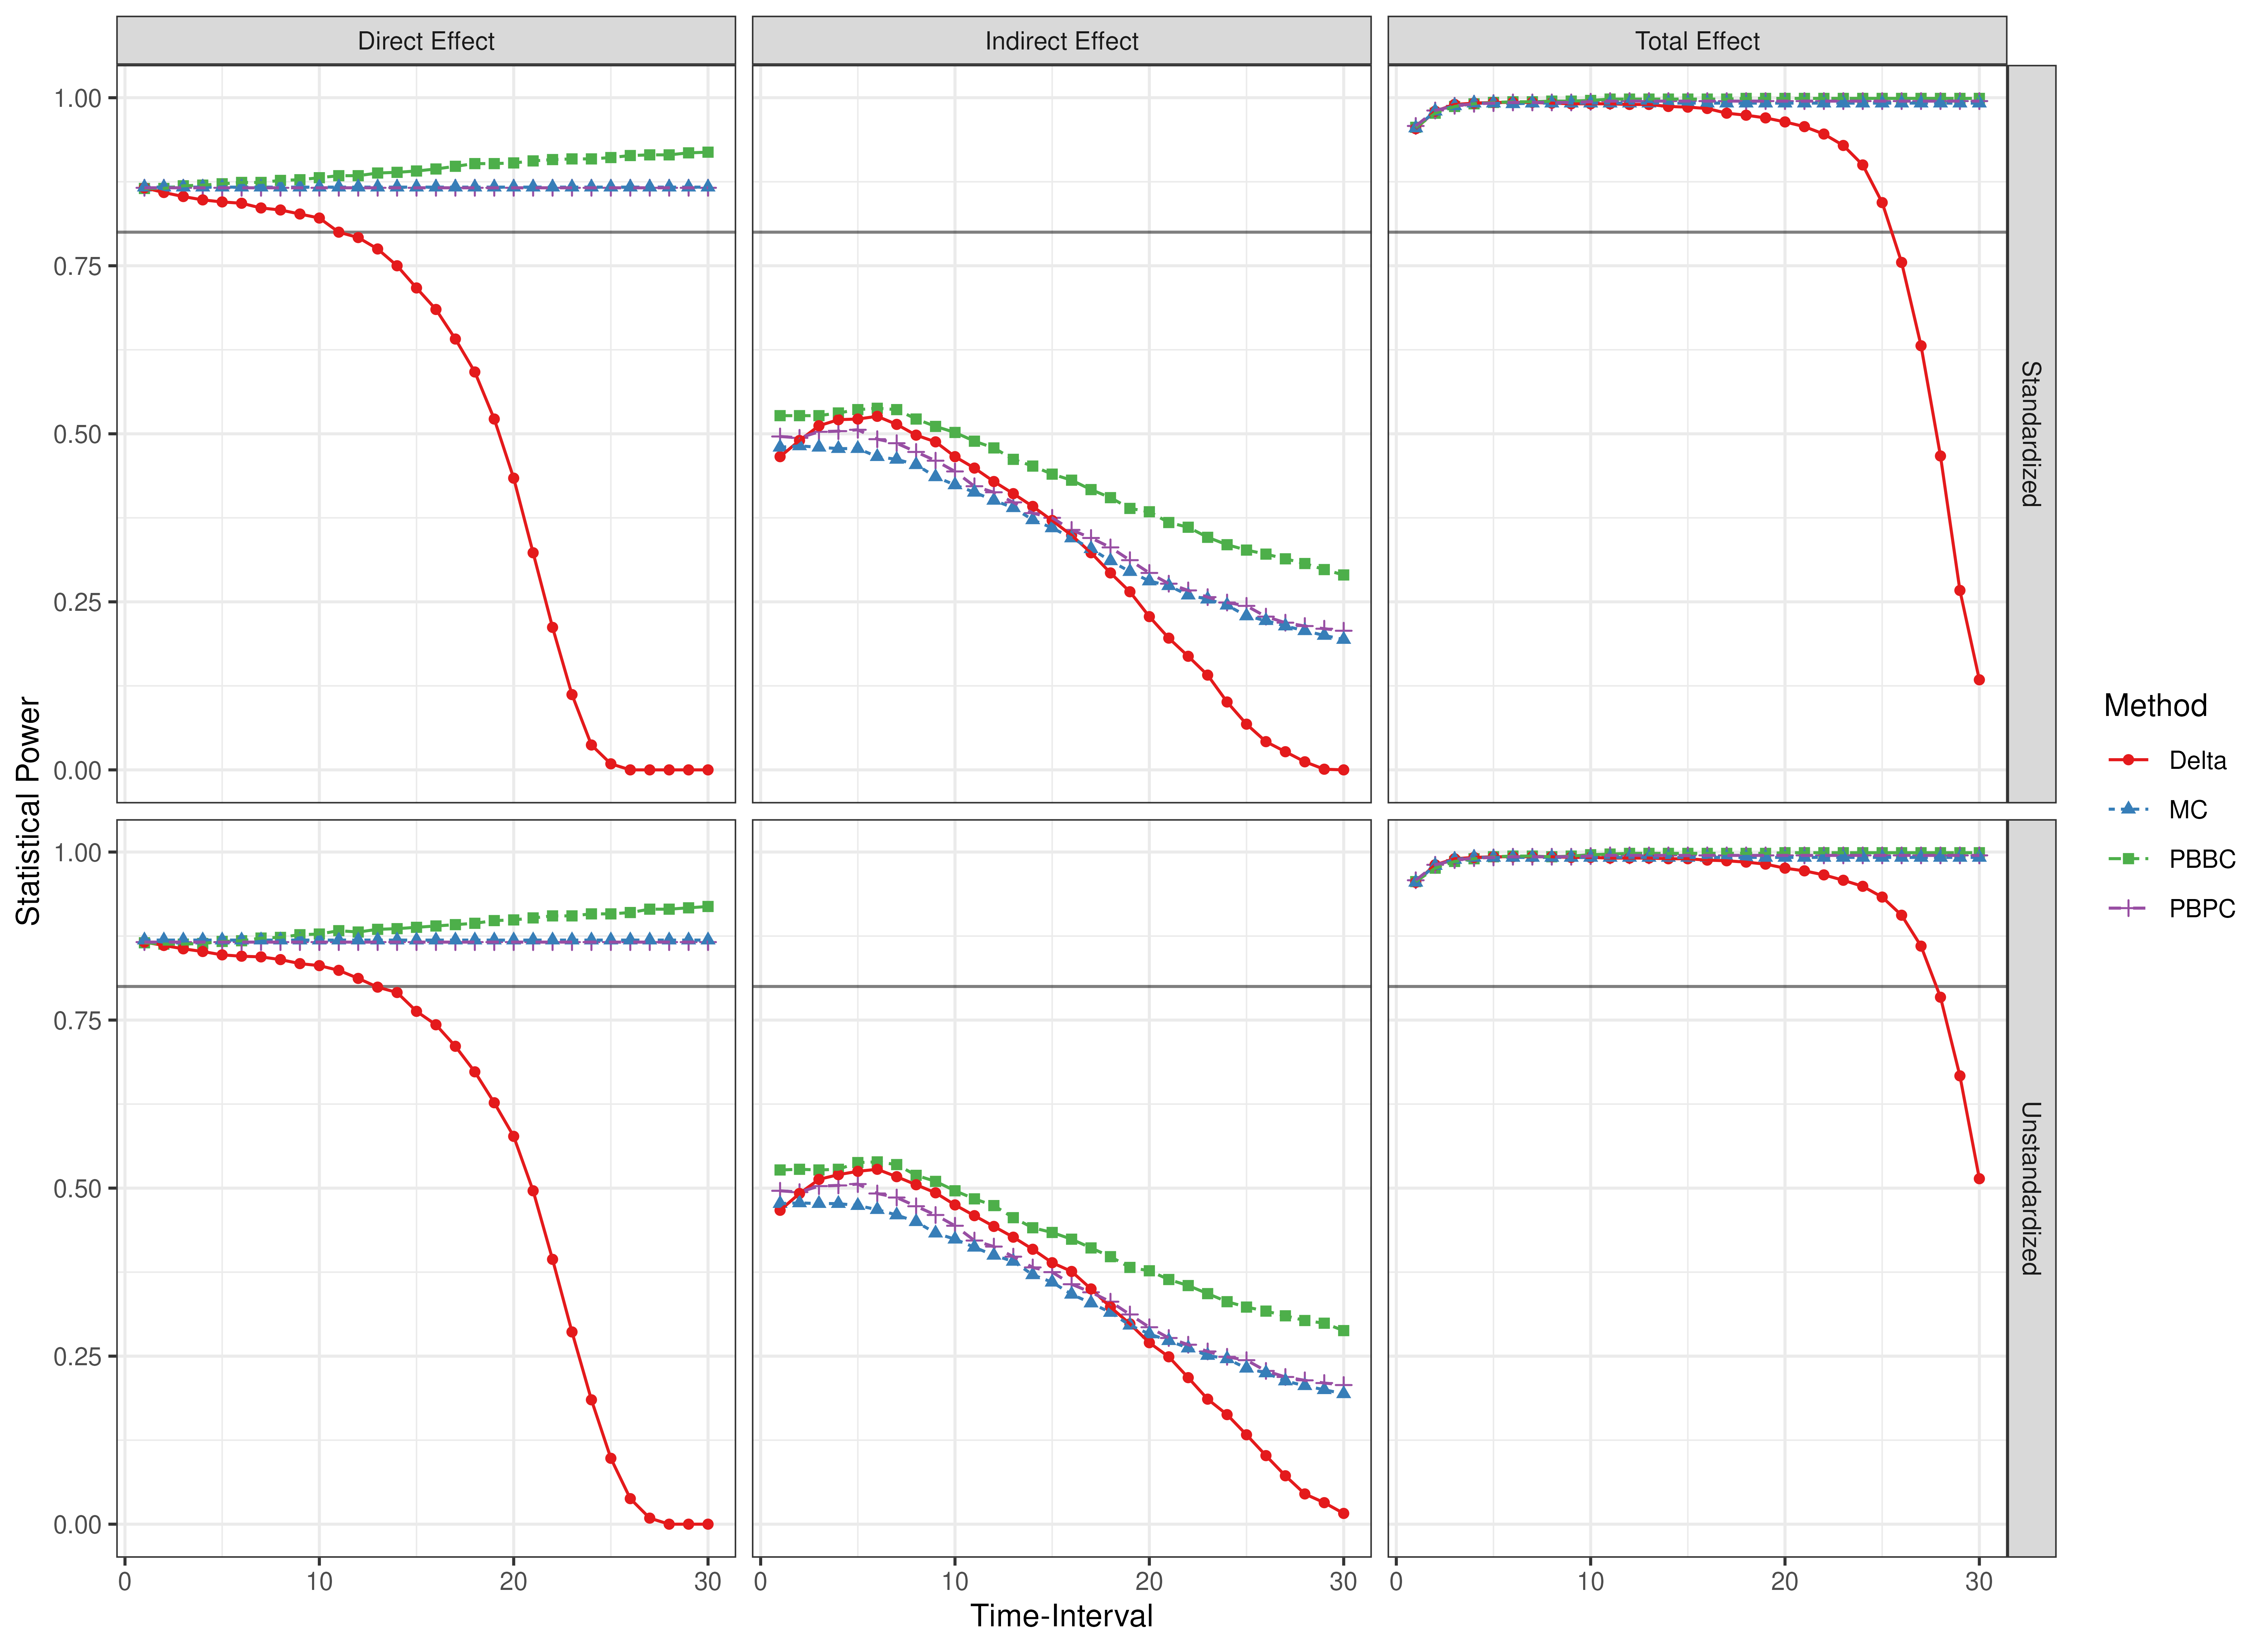 Direct Effect
Indirect Effect
Total Effect
1.00
0.75
0.50
0.25
0.00
Standardized
1.00
0.75
0.50
0.25
0.00
Unstandardized
0 10 20 30
0 10 20 30
0 10 20 30
Time-Interval
Statistical Power
Method
Delta
MC
PBBC
PBPC